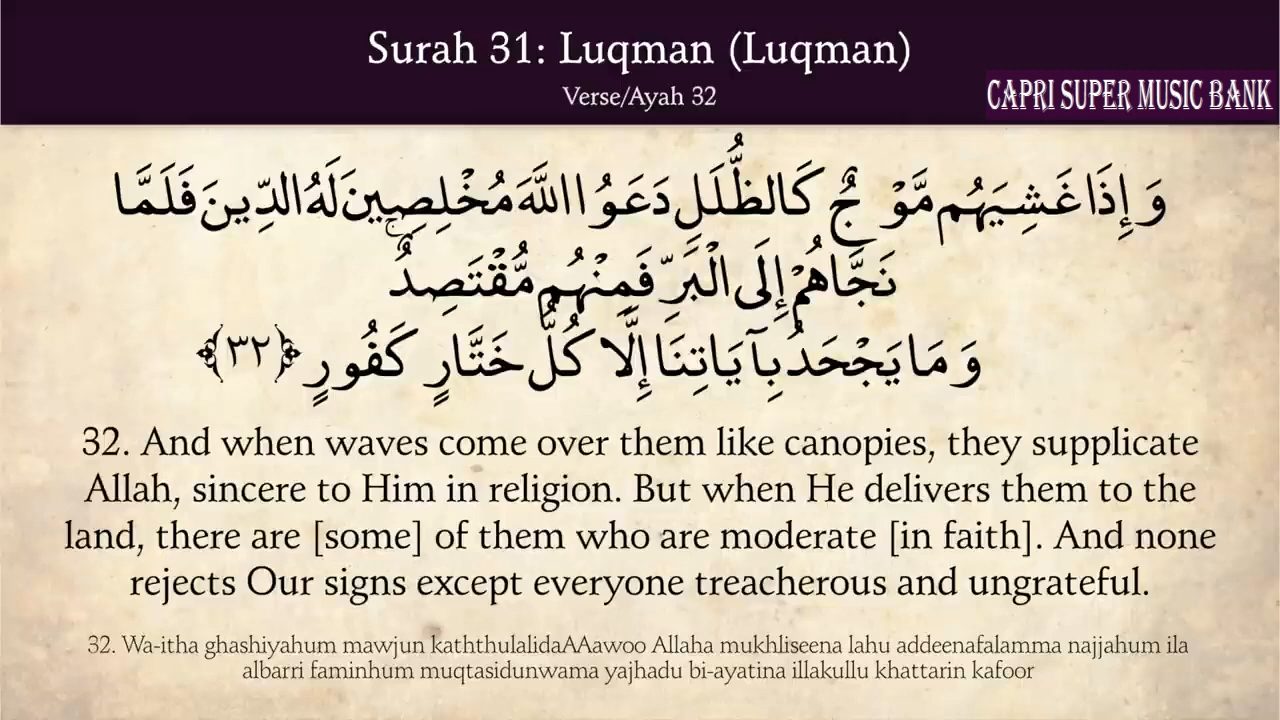 Surah 31: Luqman (Luqman)
Verse/Ayah 32
CAPRI SUPER MUSIC BANK
وَإِذَا غَشِيَهُم مَّوْجٌ كَالظُّلَلِ دَعَوُا اللَّهَ مُخْلِصِينَ لَهُ الدِّينَ فَلَمَّا
نَجَّاهُمْ إِلَى الْبَرِّ فَمِنْهُم مُّقْتَصِدٌ ۚ
وَمَا يَجْحَدُ بِآيَاتِنَا إِلَّا كُلُّ خَتَّارٍ كَفُورٍ ﴿٣٢﴾
32. And when waves come over them like canopies, they supplicate
Allah, sincere to Him in religion. But when He delivers them to the
land, there are [some] of them who are moderate [in faith]. And none
rejects Our signs except everyone treacherous and ungrateful.
32. Wa-itha ghashiyahum mawjun kaththulalidaAAawoo Allaha mukhliseena lahu addeenafalamma najjahum ila
albarri faminhum muqtasidunwama yajhadu bi-ayatina illakullu khattarin kafoor